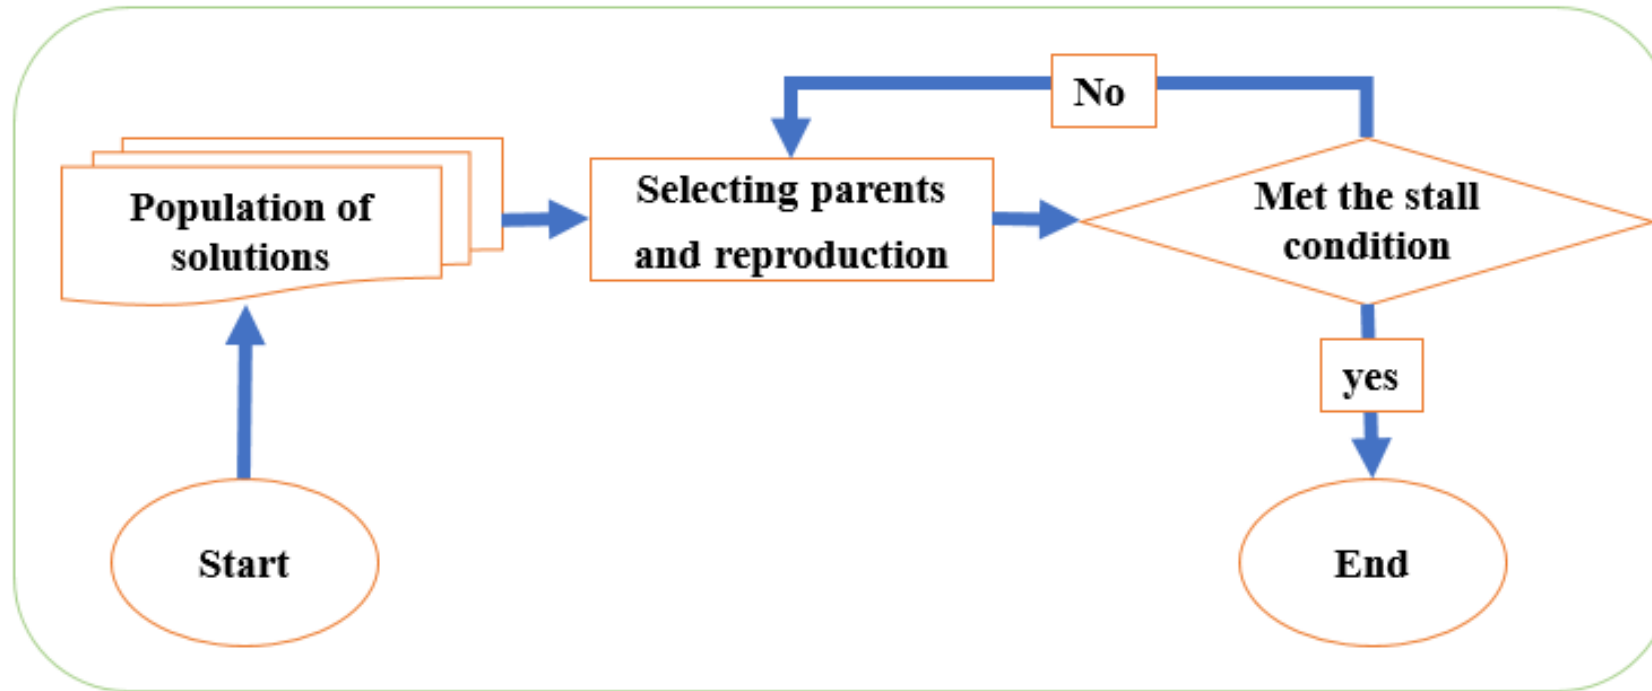 Start
Population of
solutions
Selecting parents
and reproduction
Met the stall
condition
No
yes
End